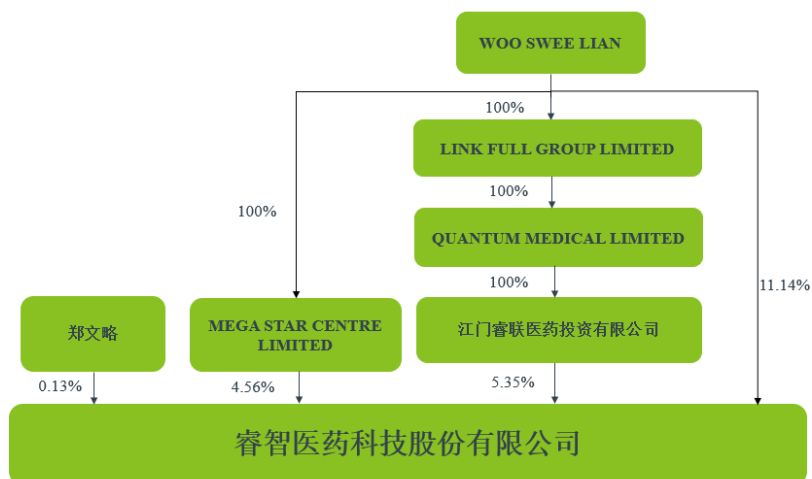 WOO SWEE LIAN
100%
LINK FULL GROUP LIMITED
100%
100%
QUANTUM MEDICAL LIMITED
100%
11.14%
郑文略
MEGA STAR CENTRE
LIMITED
江门睿联医药投资有限公司
0.13%
4.56%
5.35%
睿智医药科技股份有限公司